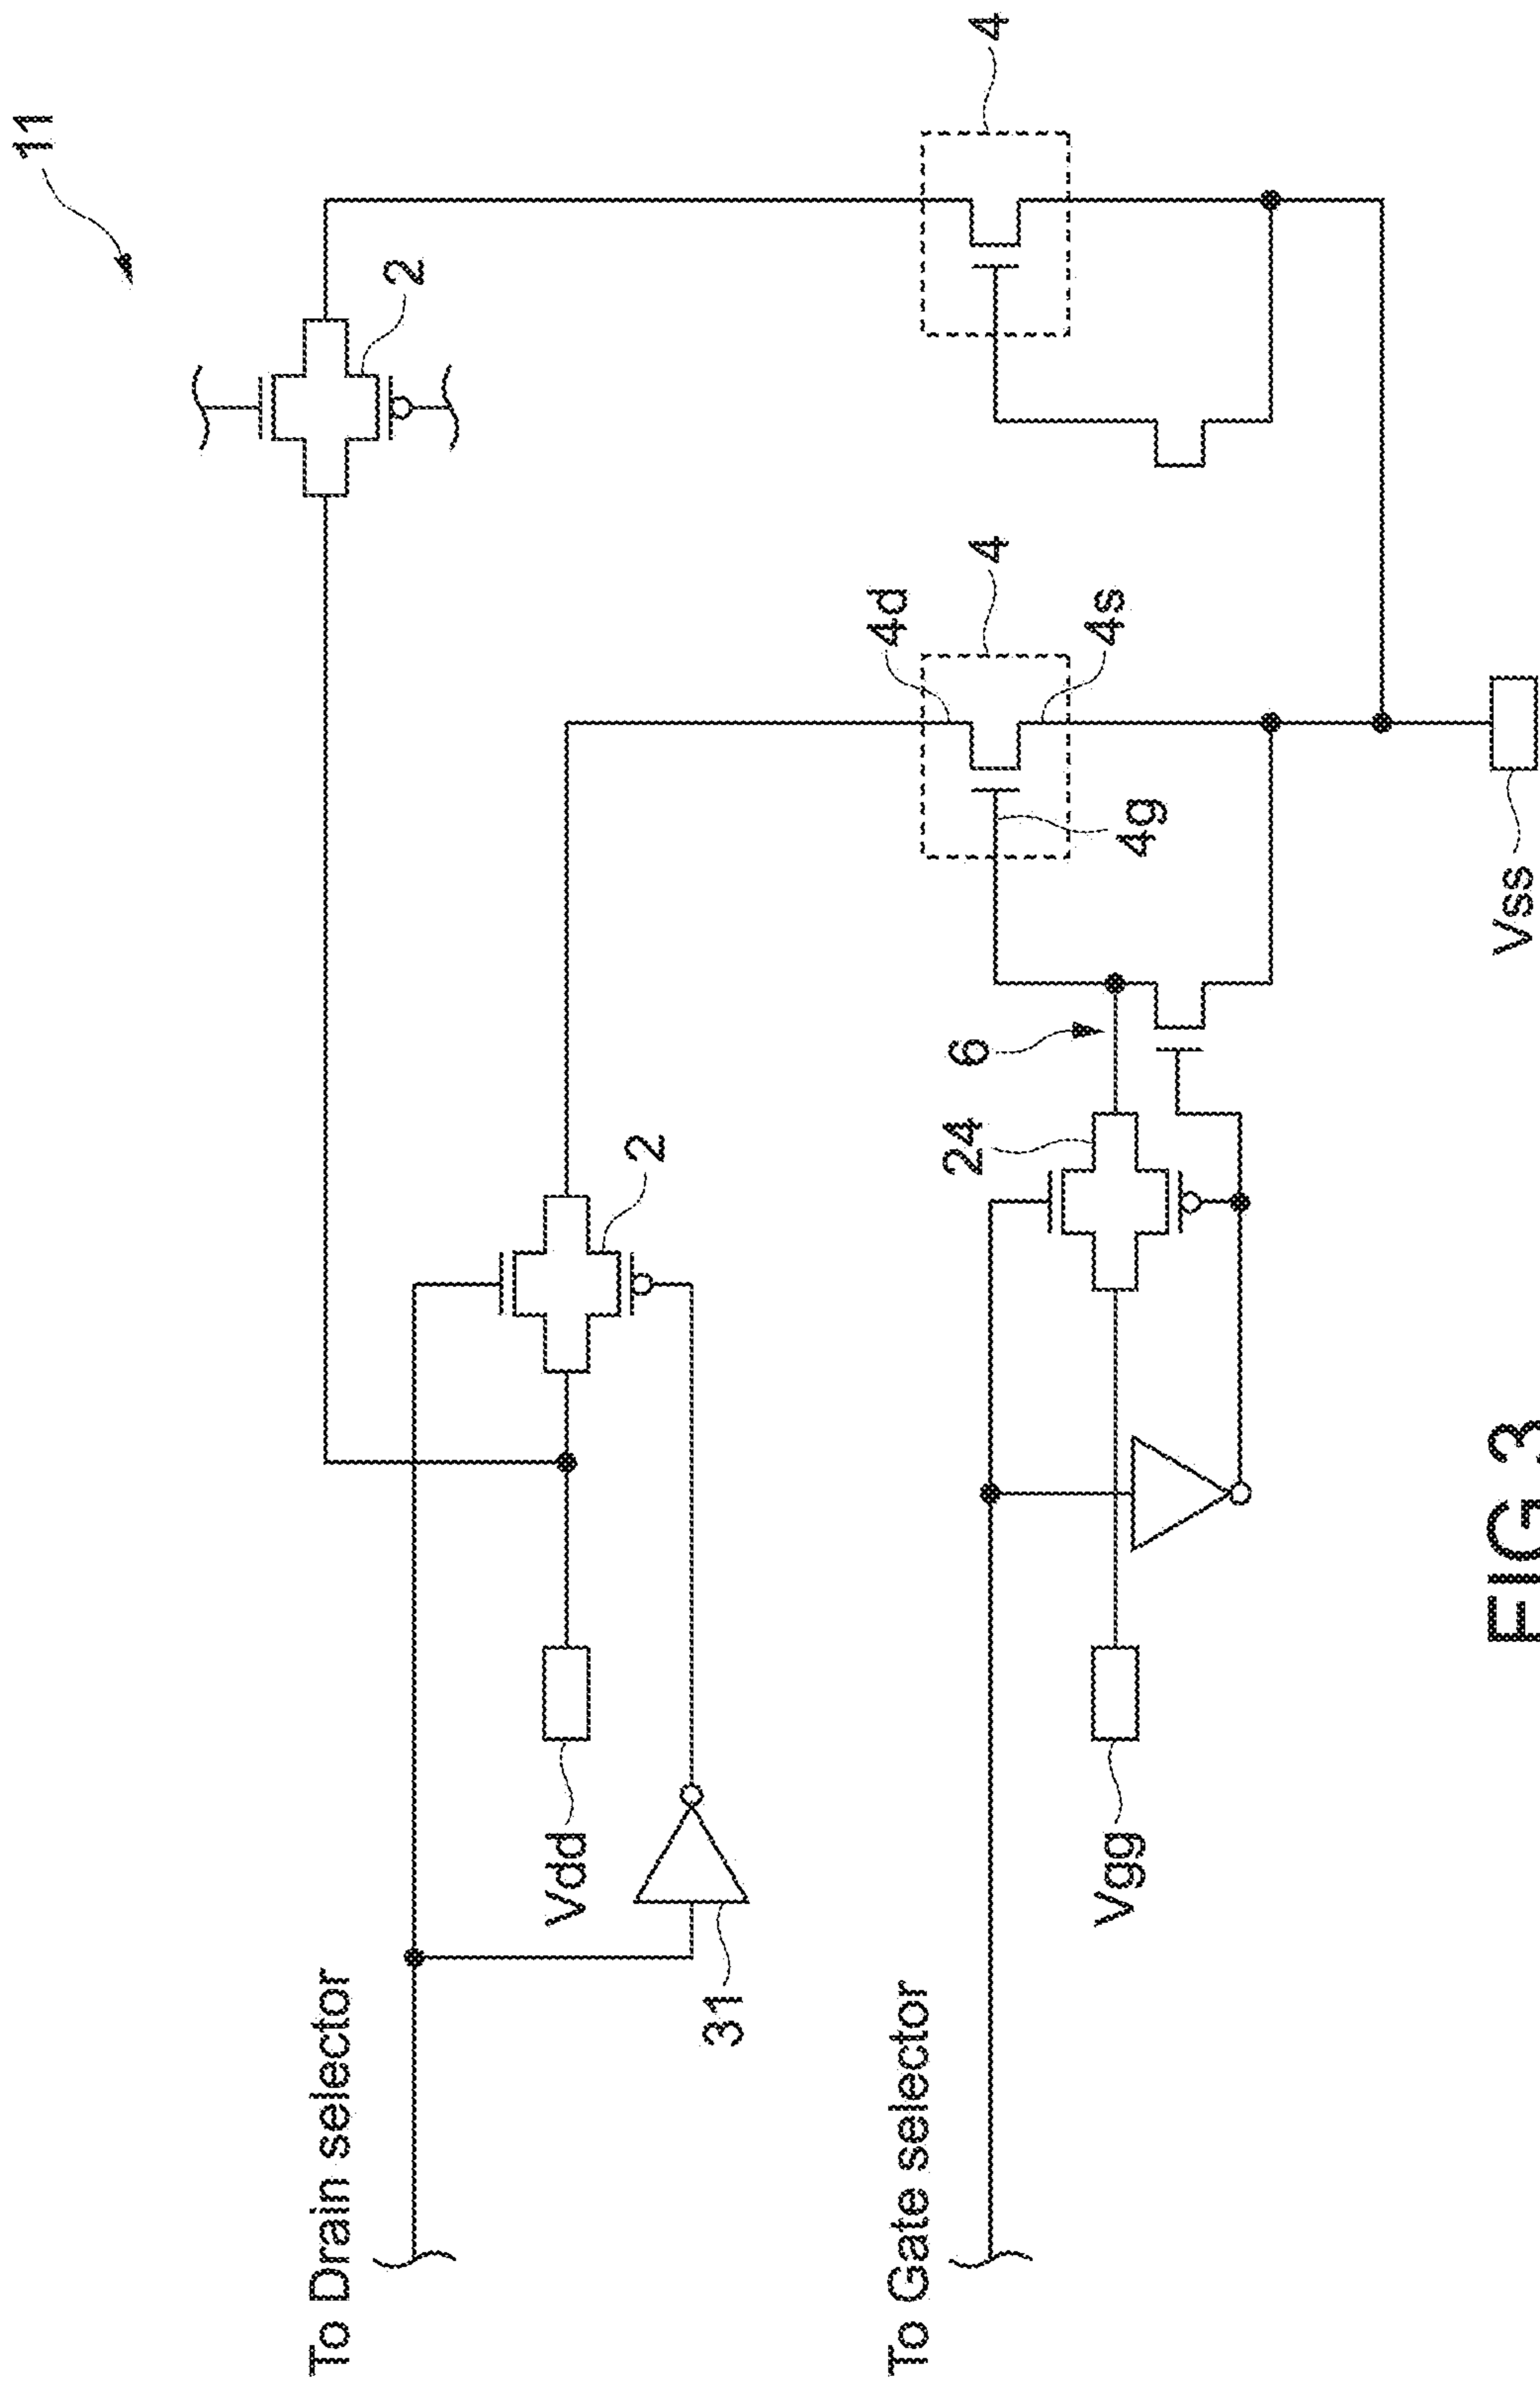 11
2
4
4d
4
4s
4g
2
6
24
Vdd
31
Vgg
Vss
To Drain selector
To Gate selector
FIG 3